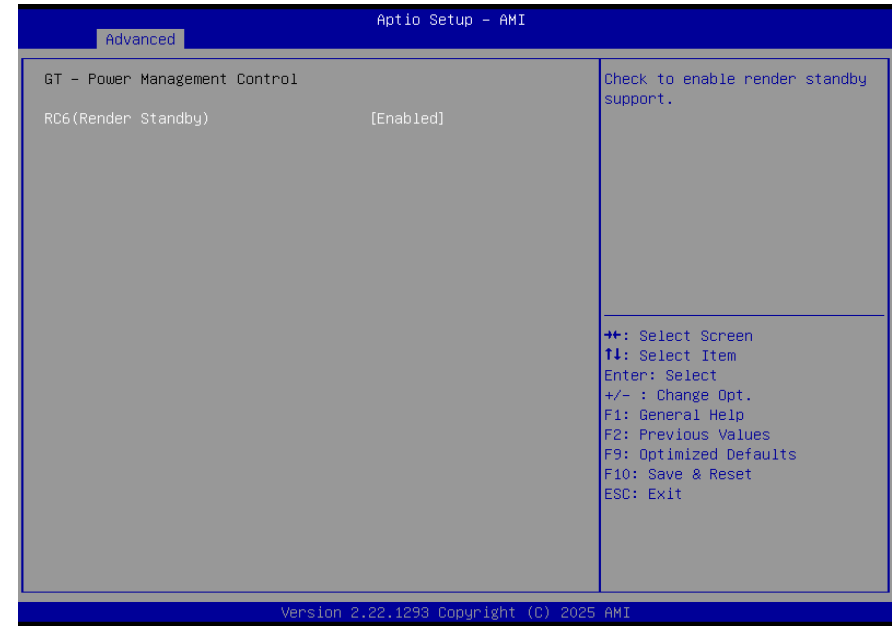 Aptio Setup – AMI
Advanced
GT – Power Management Control
RC6(Render Standby) [Enabled]
Check to enable render standby
support.
→←: Select Screen
↑↓: Select Item
Enter: Select
+/- : Change Opt.
F1: General Help
F2: Previous Values
F9: Optimized Defaults
F10: Save & Reset
ESC: Exit
Version 2.22.1293 Copyright (C) 2025 AMI